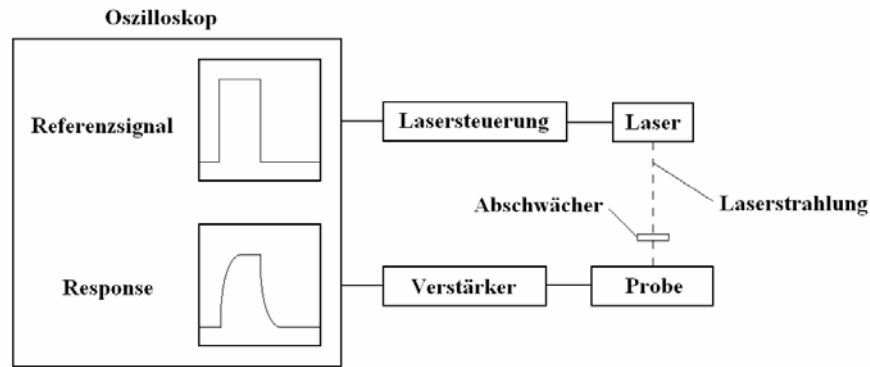 Oszilloskop
Referenzsignal
Lasersteuerung
Laser
Abschwächer
Laserstrahlung
Response
Verstärker
Probe